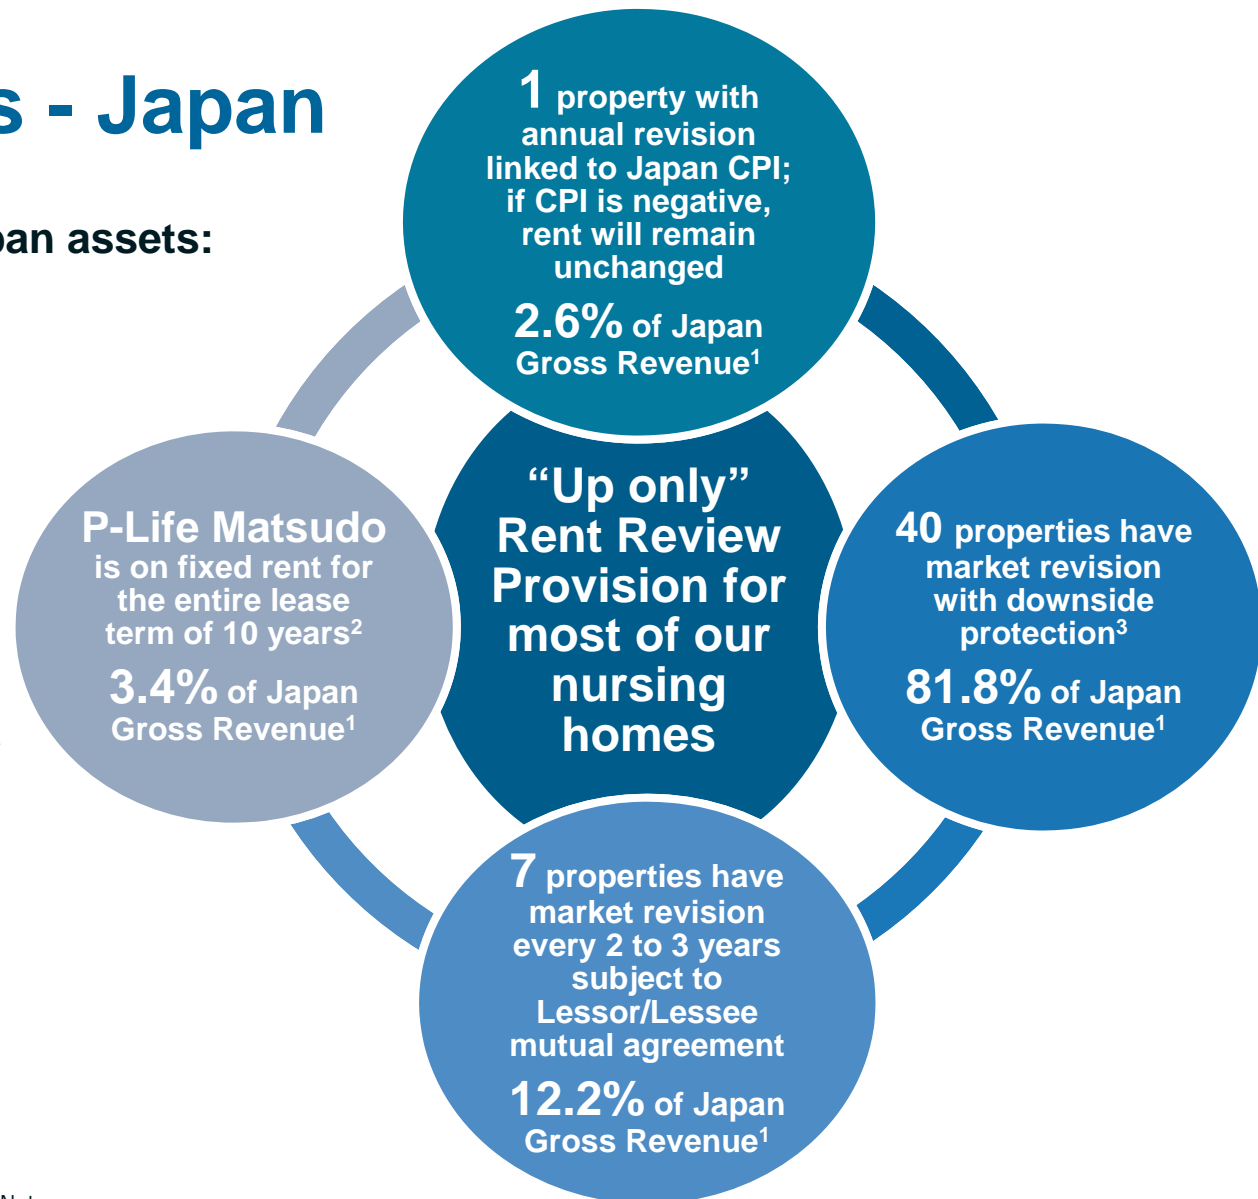 s - Japan
pan assets:
1 property with
annual revision
linked to Japan CPI;
if CPI is negative,
rent will remain
unchanged
2.6% of Japan
Gross Revenue¹
“Up only”
Rent Review
Provision for
most of our
nursing
homes
P-Life Matsudo
is on fixed rent for
the entire lease
term of 10 years²
3.4% of Japan
Gross Revenue¹
40 properties have
market revision
with downside
protection³
81.8% of Japan
Gross Revenue¹
7 properties have
market revision
every 2 to 3 years
subject to
Lessor/Lessee
mutual agreement
12.2% of Japan
Gross Revenue¹